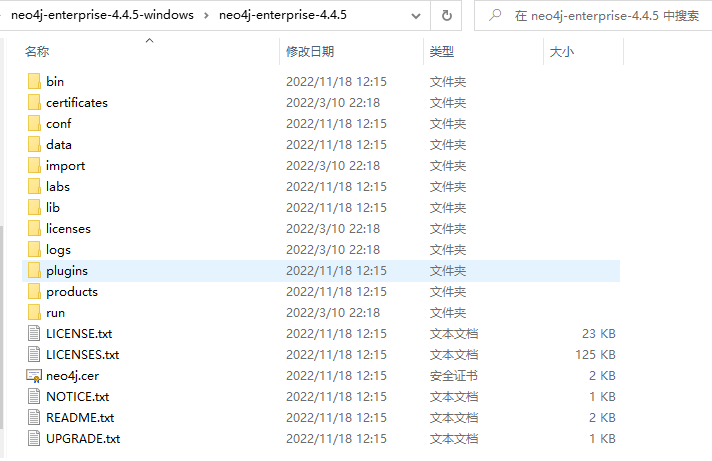 neo4j-enterprise-4.4.5-windows > neo4j-enterprise-4.4.5 在 neo4j-enterprise-4.4.5 中搜索
名称 修改日期 类型 大小
bin 2022/11/18 12:15 文件夹
certificates 2022/3/10 22:18 文件夹
conf 2022/11/18 12:15 文件夹
data 2022/11/18 12:15 文件夹
import 2022/3/10 22:18 文件夹
labs 2022/11/18 12:15 文件夹
lib 2022/11/18 12:15 文件夹
licenses 2022/3/10 22:18 文件夹
logs 2022/3/10 22:18 文件夹
plugins 2022/11/18 12:15 文件夹
products 2022/11/18 12:15 文件夹
run 2022/3/10 22:18 文件夹
LICENSE.txt 2022/11/18 12:15 文本文档 23 KB
LICENSES.txt 2022/11/18 12:15 文本文档 125 KB
neo4j.cer 2022/11/18 12:15 安全证书 2 KB
NOTICE.txt 2022/11/18 12:15 文本文档 1 KB
README.txt 2022/11/18 12:15 文本文档 2 KB
UPGRADE.txt 2022/11/18 12:15 文本文档 1 KB